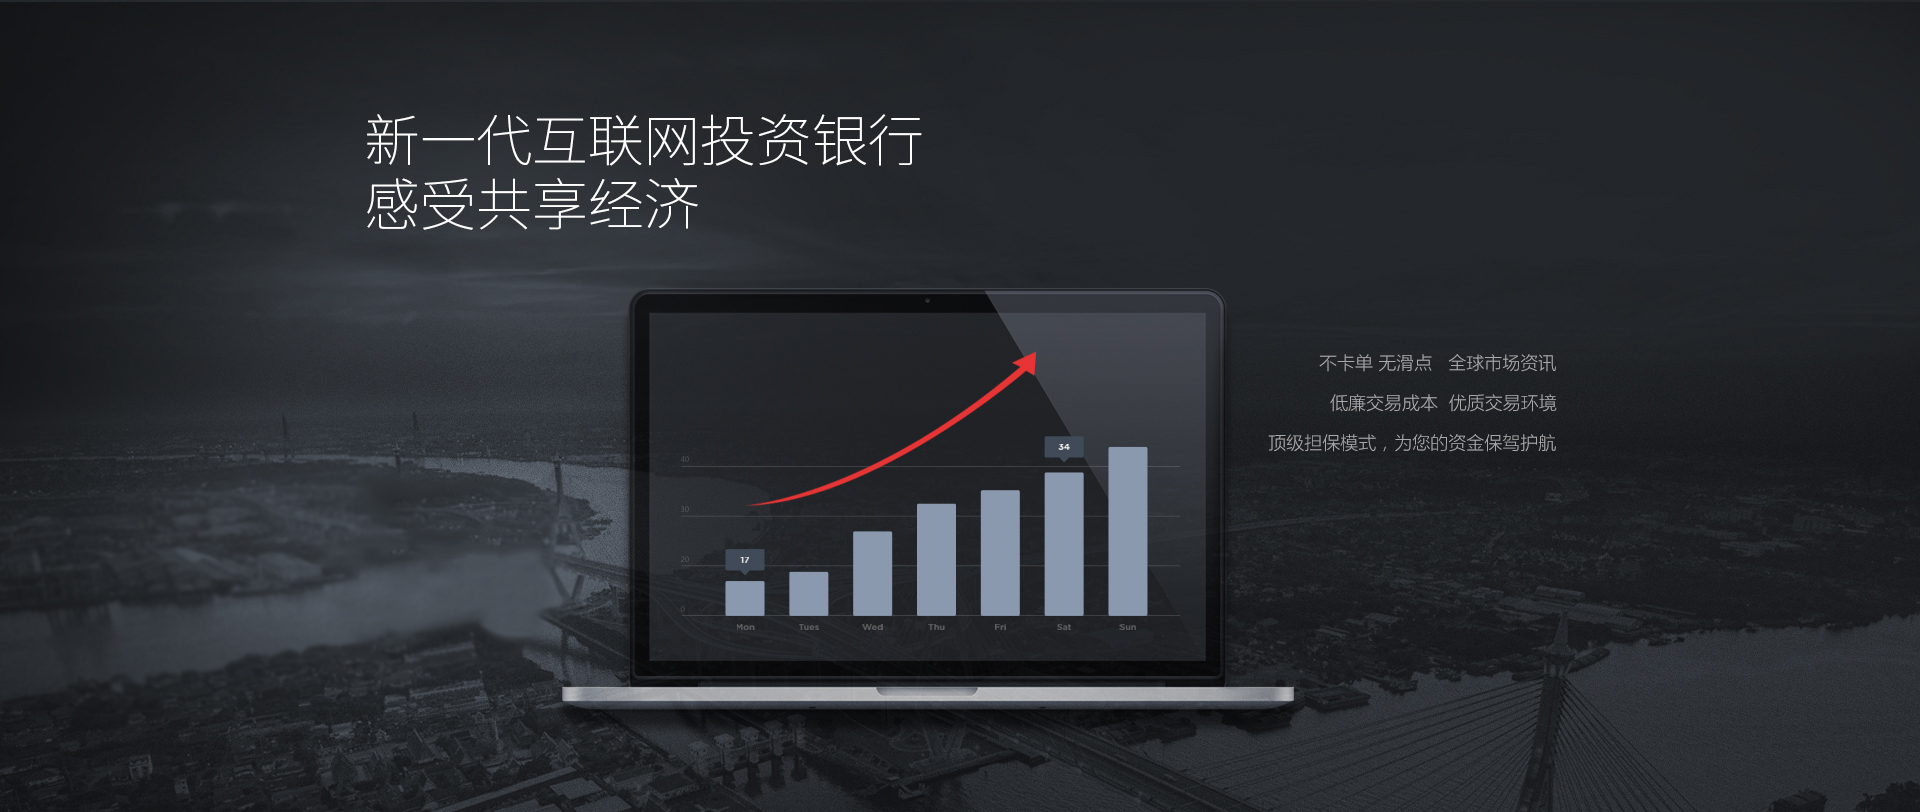 新一代互联网投资银行
感受共享经济
不卡单 无滑点 全球市场资讯
低廉交易成本 优质交易环境
顶级担保模式，为您的资金保驾护航
40
30
20
0
17
34
Mon Tues Wed Thu Fri Sat Sun